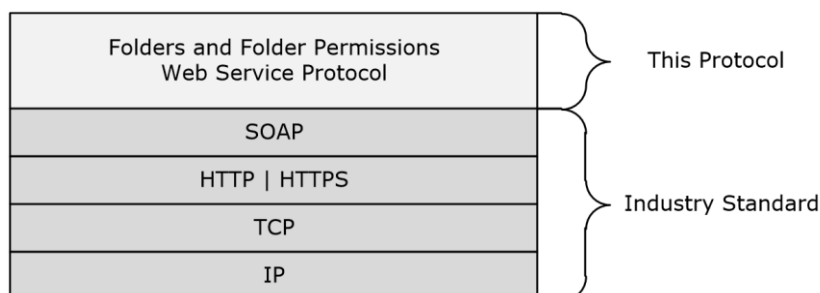 Folders and Folder Permissions
Web Service Protocol
This Protocol
SOAP
HTTP | HTTPS
Industry Standard
TCP
IP